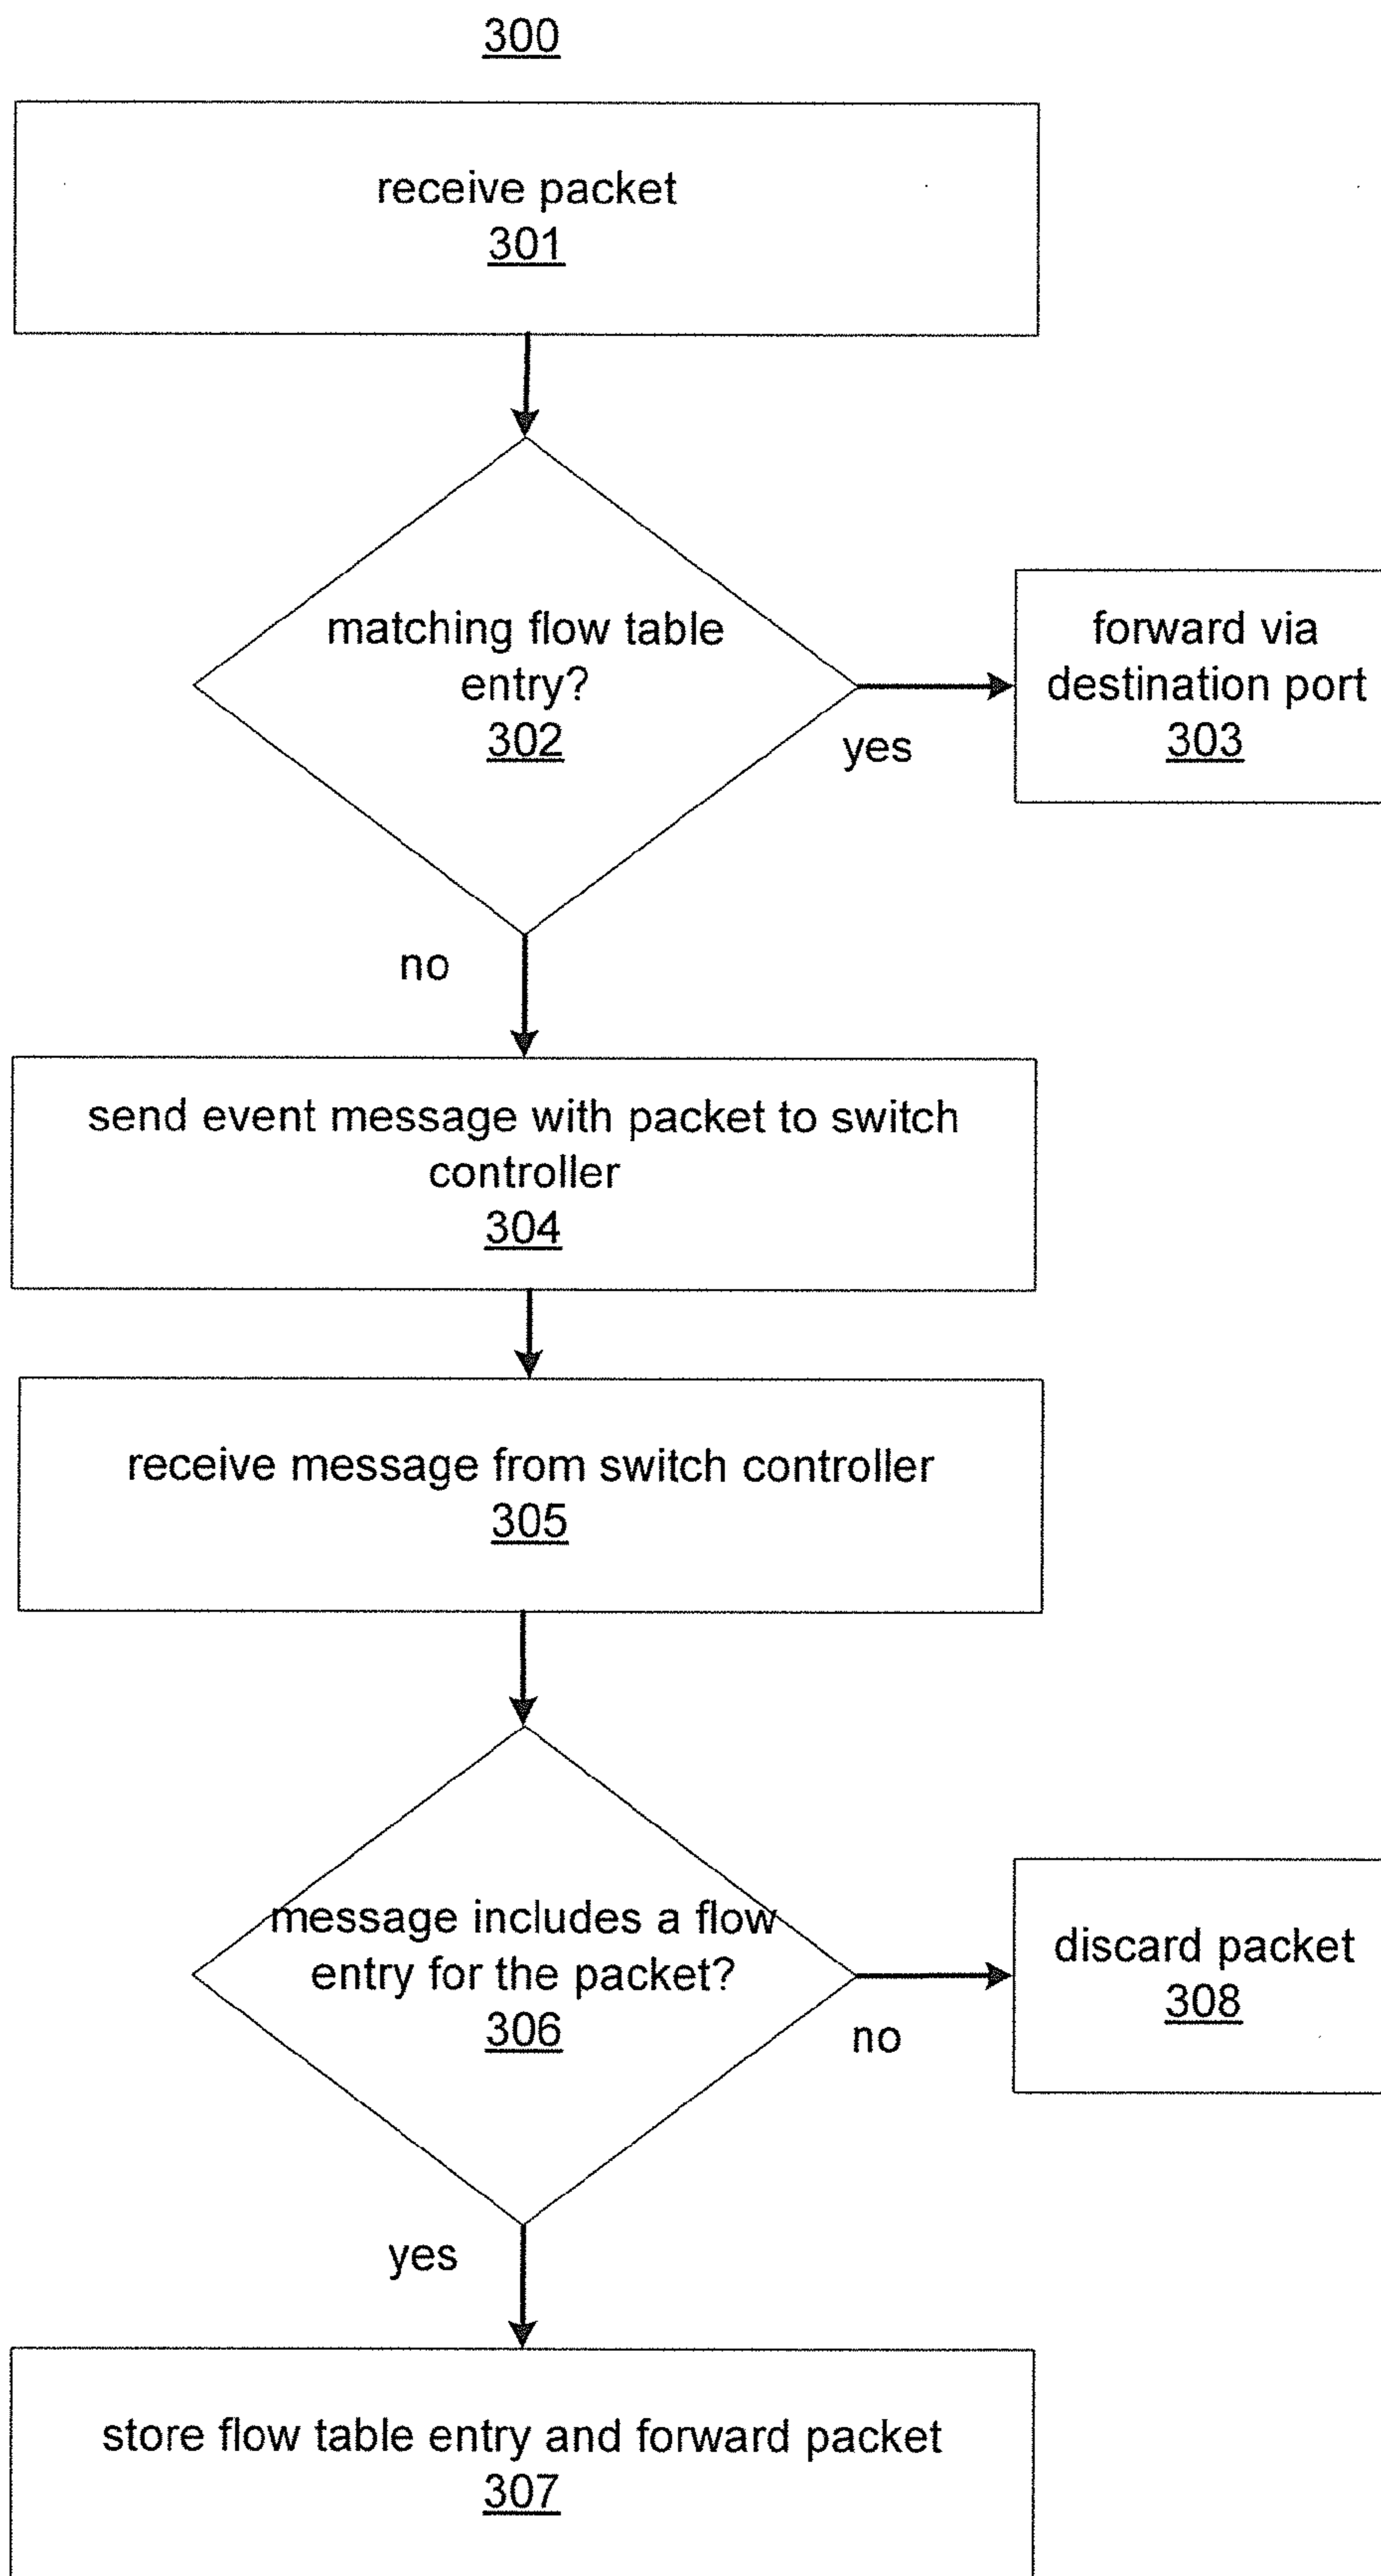 300
receive packet
301
matching flow table
entry?
302
yes
forward via
destination port
303
no
send event message with packet to switch
controller
304
receive message from switch controller
305
message includes a flow
entry for the packet?
306
no
discard packet
308
yes
store flow table entry and forward packet
307